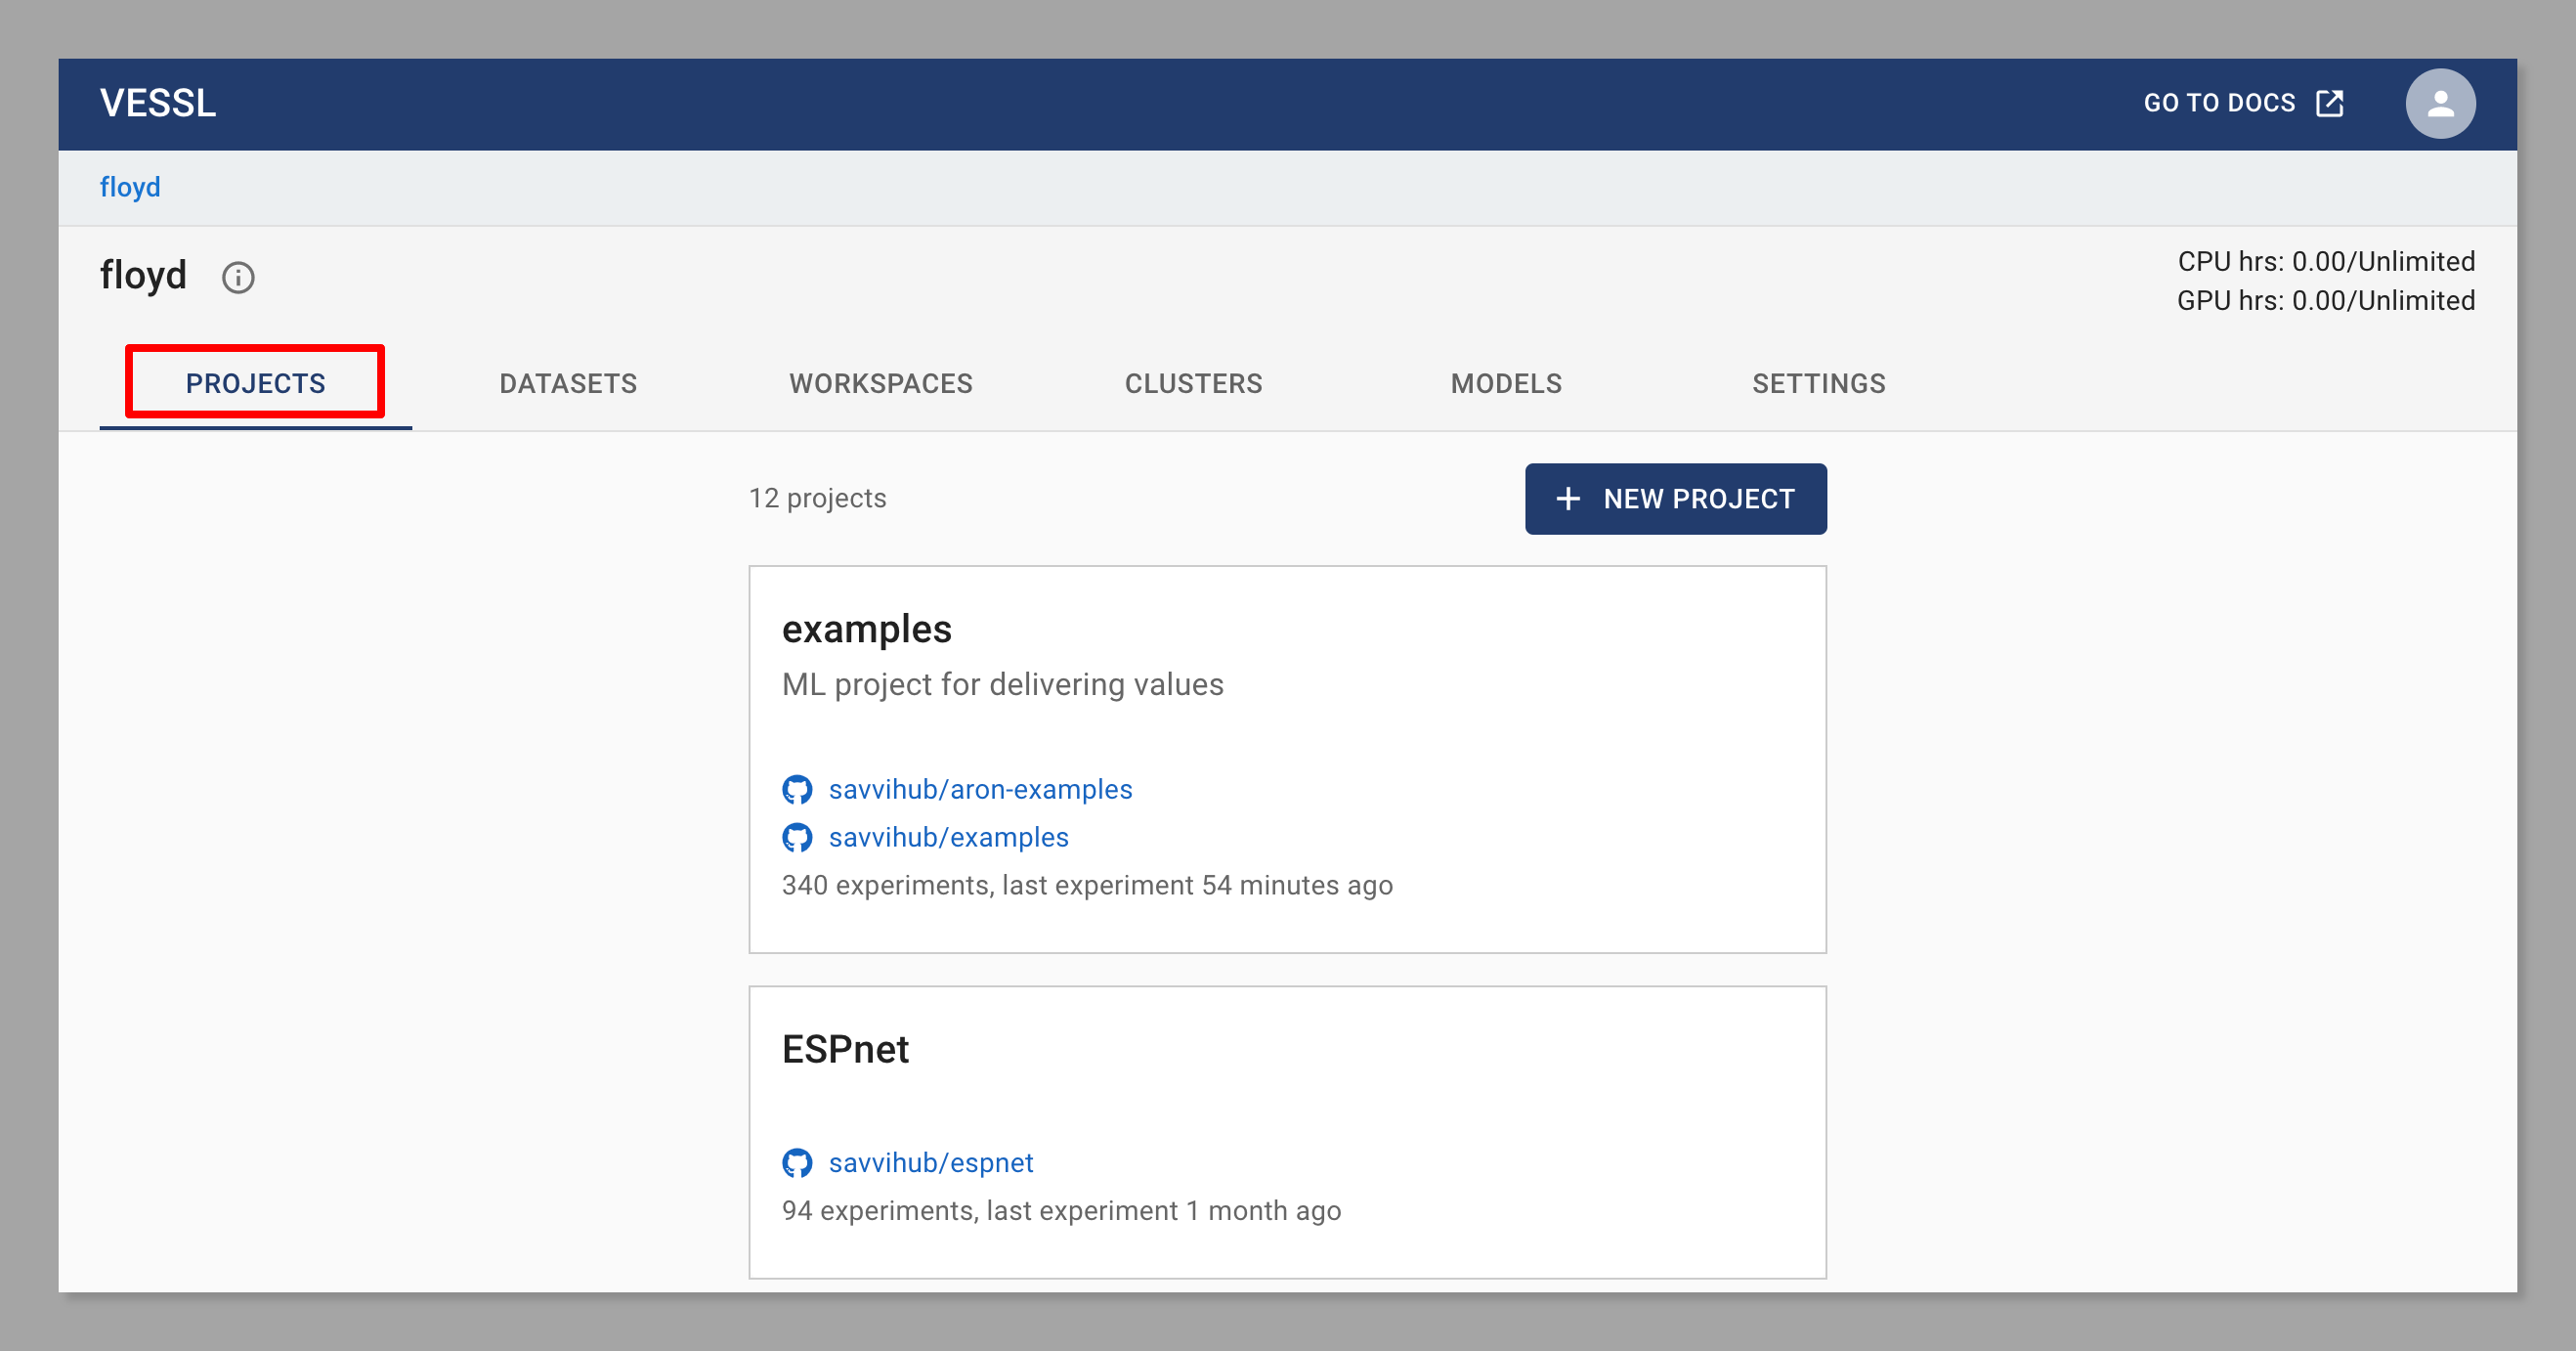 VESSL
GO TO DOCS
floyd
floyd
CPU hrs: 0.00/Unlimited
GPU hrs: 0.00/Unlimited
PROJECTS
DATASETS
WORKSPACES
CLUSTERS
MODELS
SETTINGS
12 projects
+ NEW PROJECT
examples
ML project for delivering values
savvihub/aron-examples
savvihub/examples
340 experiments, last experiment 54 minutes ago
ESPnet
savvihub/espnet
94 experiments, last experiment 1 month ago